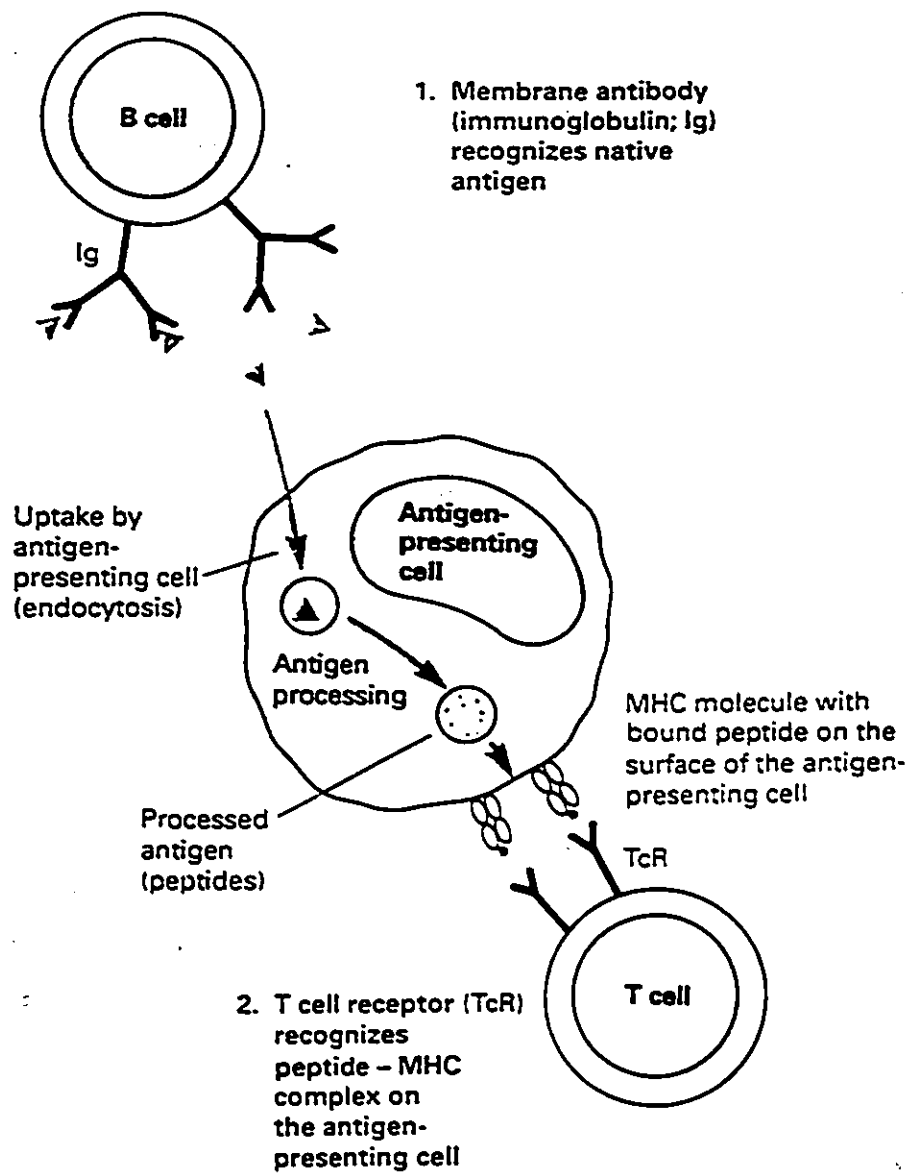 B cell
1. Membrane antibody
(immunoglobulin; Ig)
recognizes native
antigen
Ig
Uptake by
antigen-
presenting cell
(endocytosis)
Antigen-
presenting
cell
Antigen
processing
MHC molecule with
bound peptide on the
surface of the antigen-
presenting cell
Processed
antigen
(peptides)
TcR
T cell
2. T cell receptor (TcR)
recognizes
peptide – MHC
complex on
the antigen-
presenting cell